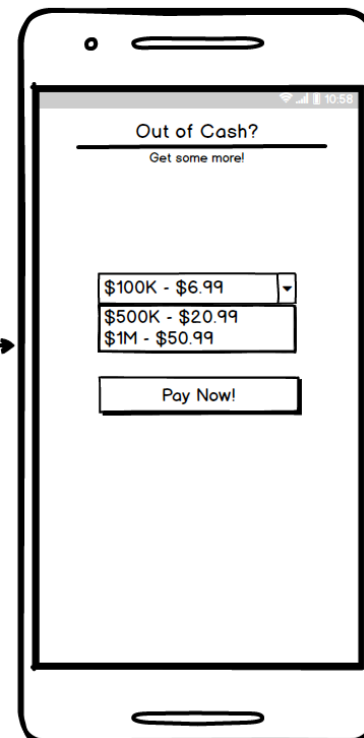 10:58
Out of Cash?
Get some more!
$100K - $6.99
$500K - $20.99
$1M - $50.99
Pay Now!